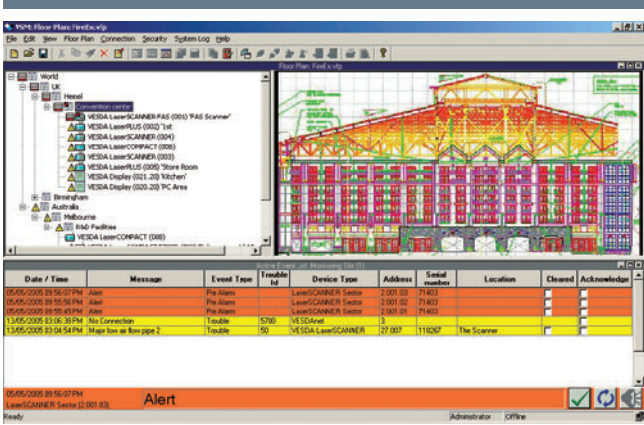 VSM: Floor Plan: FireEx.vfp
File Edit View Floor Plan Connection Security System Log Help
Floor Plan: FireEx.vfp
World
UK
Hemel
Convention center
VESDA LaserSCANNER FAS (001) 'FAS Scanner'
VESDA LaserPLUS (002) '1st
VESDA LaserSCANNER (004)
VESDA LaserCOMPACT (006)
VESDA LaserSCANNER (003)
VESDA LaserPLUS (005) 'Store Room
VESDA Display (021.20) 'Kitchen'
VESDA Display (020.20) 'PC Area
Birmingham
Australia
Melbourne
R&D Facilities
VESDA LaserCOMPACT (008)
Active Event List: Monitoring Site (1)
Date / Time Message Event Type Trouble Id Device Type Address Serial number Location Cleared Acknowledge
05/05/2005 09:56:07 PM Alert Pre Alarm LaserSCANNER Sector 2.001.03 71403
05/05/2005 09:55:56 PM Alert Pre Alarm LaserSCANNER Sector 2.001.02 71403
05/05/2005 09:55:45 PM Alert Pre Alarm LaserSCANNER Sector 2.001.01 71403
13/05/2005 03:06:38 PM No Connection Trouble 5700 VESDAnet 3.
13/05/2005 03:04:54 PM Major low air flow pipe 2 Trouble 50 VESDA LaserSCANNER 27.007 118267 The Scanner
05/05/2005 09:56:07 PM
LaserSCANNER Sector (2.001.03)
Alert
Ready Administrator Offline